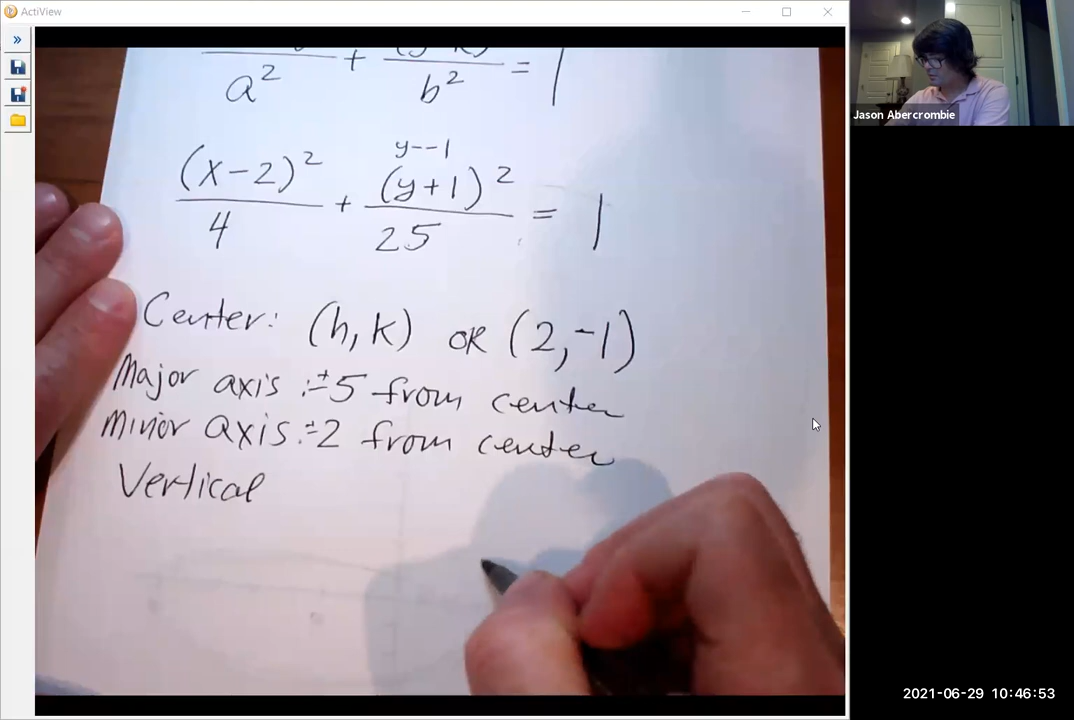 ActiView
a² + b² = 1
y--1
(x-2)² / 4 + (y+1)² / 25 = 1
Center: (h,k) OR (2,-1)
Major axis: ±5 from center
Minor axis: ±2 from center
Vertical
Jason Abercrombie
2021-06-29 10:46:53